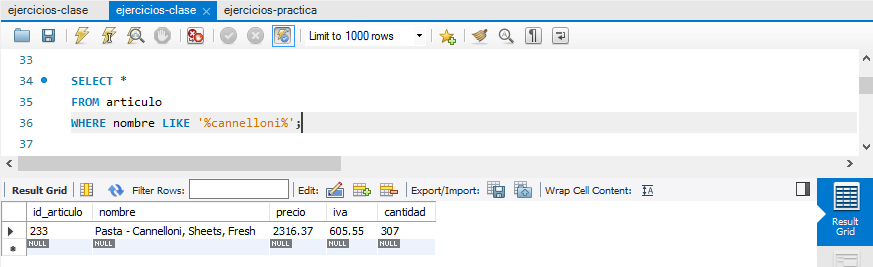 ejercicios-clase ejercicios-clase × ejercicios-practica
Limit to 1000 rows
33
34 SELECT *
35 FROM articulo
36 WHERE nombre LIKE '%cannelloni%';
37
Result Grid Filter Rows: Edit: Export/Import: Wrap Cell Content: IA
id_articulo nombre precio iva cantidad
233 Pasta - Cannelloni, Sheets, Fresh 2316.37 605.55 307
NULL NULL NULL NULL NULL
Result
Grid